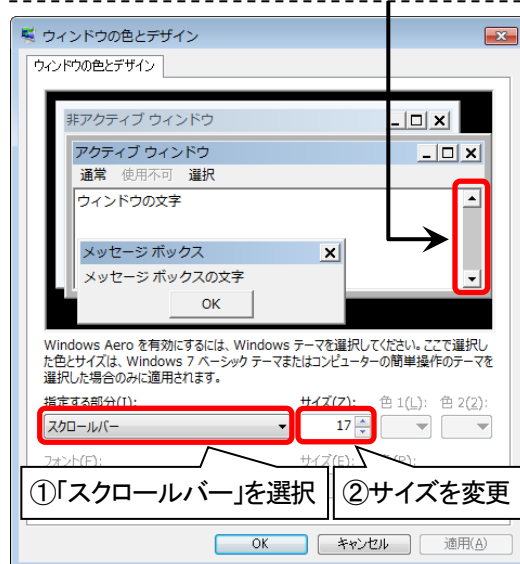 ウィンドウの色とデザイン
ウィンドウの色とデザイン
非アクティブ ウィンドウ
アクティブ ウィンドウ
通常 使用不可 選択
ウィンドウの文字
メッセージ ボックス
メッセージ ボックスの文字
OK
Windows Aero を有効にするには、Windows テーマを選択してください。ここで選択し
た色とサイズは、Windows 7 ベーシック テーマまたはコンピューターの簡単操作のテーマを
選択した場合のみに適用されます。
指定する部分(I): サイズ(Z): 色 1(L): 色 2(2):
スクロールバー 17
フォント(F): サイズ(E):
①「スクロールバー」を選択 ②サイズを変更
OK キャンセル 適用(A)